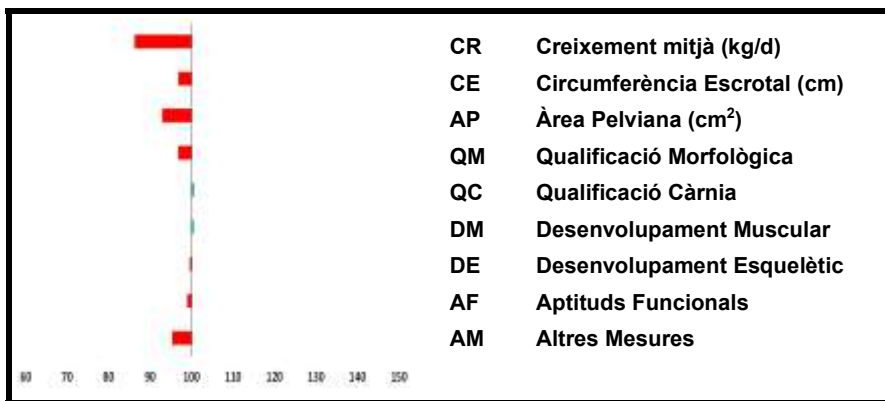 CR Creixement mitjà (kg/d)
CE Circumferència Escrotal (cm)
AP Àrea Pelviana (cm²)
QM Qualificació Morfològica
QC Qualificació Càrnia
DM Desenvolupament Muscular
DE Desenvolupament Esquelètic
AF Aptituds Funcionals
AM Altres Mesures
60 70 80 90 100 110 120 130 140 150